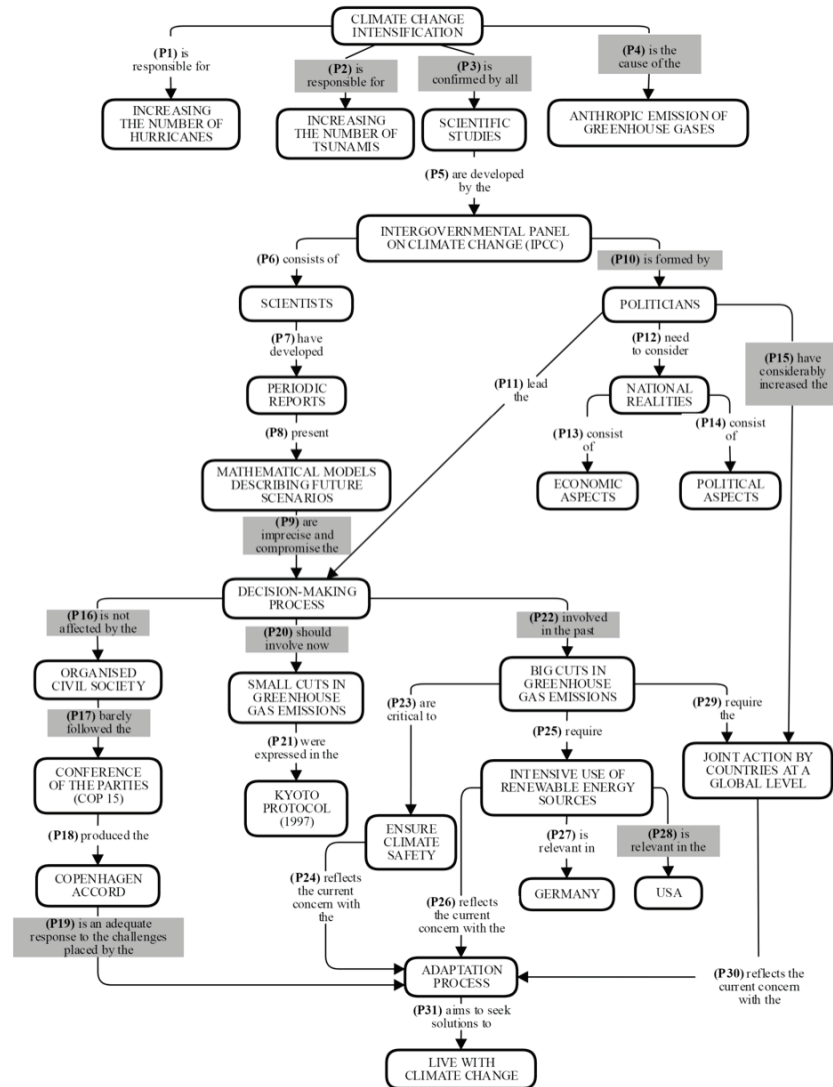 CLIMATE CHANGE
INTENSIFICATION
(P1) is
responsible for
(P2) is
responsible for
(P3) is
confirmed by all
(P4) is the
cause of the
INCREASING
THE NUMBER OF
HURRICANES
INCREASING
THE NUMBER OF
TSUNAMIS
SCIENTIFIC
STUDIES
ANTHROPIC EMISSION OF
GREENHOUSE GASES
(P5) are developed
by the
INTERGOVERNMENTAL PANEL
ON CLIMATE CHANGE (IPCC)
(P6) consists of
(P10) is formed by
SCIENTISTS
POLITICIANS
(P7) have
developed
(P12) need
to consider
(P15) have
considerably
increased the
(P11) lead
the
PERIODIC
REPORTS
NATIONAL
REALITIES
(P8) present
(P13) consist
of
(P14) consist
of
MATHEMATICAL MODELS
DESCRIBING FUTURE
SCENARIOS
ECONOMIC
ASPECTS
POLITICAL
ASPECTS
(P9) are
imprecise and
compromise the
DECISION-MAKING
PROCESS
(P16) is not
affected by the
(P20) should
involve now
(P22) involved
in the past
ORGANISED
CIVIL SOCIETY
SMALL CUTS IN
GREENHOUSE
GAS EMISSIONS
BIG CUTS IN
GREENHOUSE
GAS EMISSIONS
(P17) barely
followed the
(P21) were
expressed in the
(P23) are
critical to
(P25) require
(P29) require
the
CONFERENCE
OF THE PARTIES
(COP 15)
KYOTO
PROTOCOL
(1997)
INTENSIVE USE OF
RENEWABLE ENERGY
SOURCES
JOINT ACTION BY
COUNTRIES AT A
GLOBAL LEVEL
(P18) produced the
ENSURE
CLIMATE
SAFETY
(P27) is
relevant in
(P28) is
relevant in the
COPENHAGEN
ACCORD
(P24) reflects
the current
concern with
the
GERMANY
USA
(P19) is an adequate
response to the challenges
placed by the
(P26) reflects
the current
concern with the
ADAPTATION
PROCESS
(P30) reflects the
current concern
with the
(P31) aims to seek
solutions to
LIVE WITH
CLIMATE CHANGE